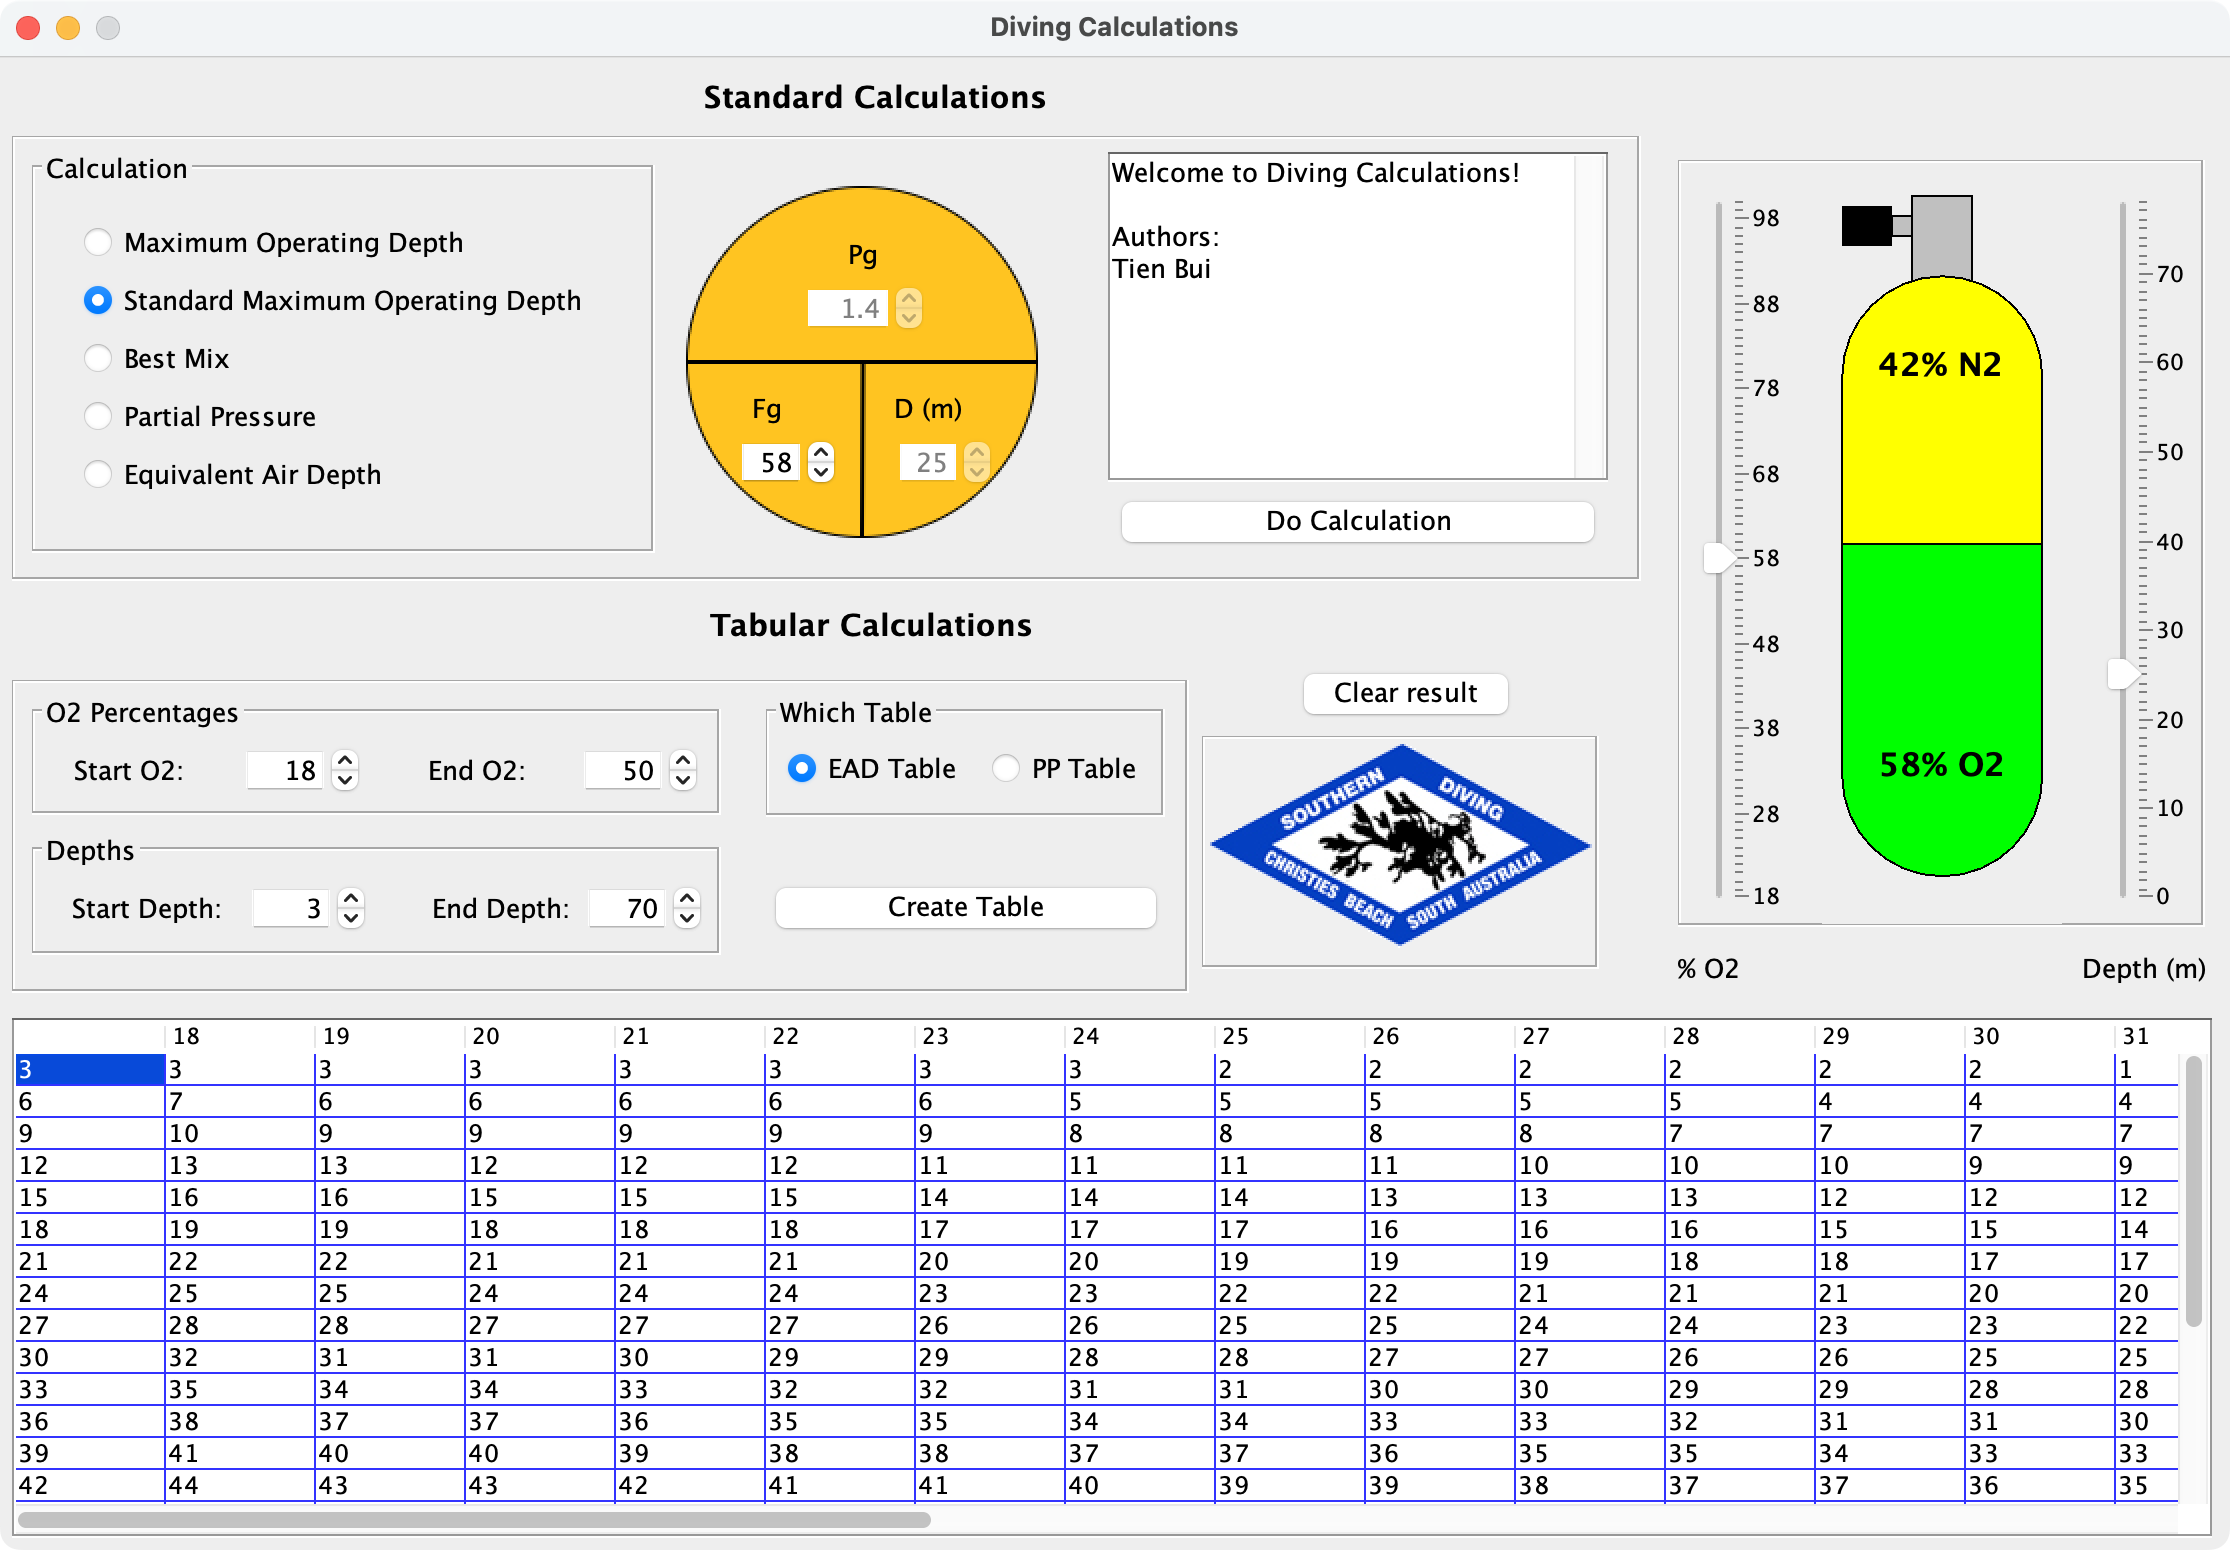 Diving Calculations
Standard Calculations
Calculation
Maximum Operating Depth
Standard Maximum Operating Depth
Best Mix
Partial Pressure
Equivalent Air Depth
Pg
1.4
Fg
58
D (m)
25
Welcome to Diving Calculations!
Authors:
Tien Bui
Do Calculation
98
88
78
68
58
48
38
28
18
% O2
42% N2
58% O2
70
60
50
40
30
20
10
0
Depth (m)
Tabular Calculations
O2 Percentages
Start O2: 18 End O2: 50
Depths
Start Depth: 3 End Depth: 70
Which Table
EAD Table PP Table
Create Table
Clear result
SOUTHERN DIVING
CHRISTIES BEACH SOUTH AUSTRALIA
18 19 20 21 22 23 24 25 26 27 28 29 30 31
3 3 3 3 3 3 3 3 2 2 2 2 2 2 1
6 7 6 6 6 6 6 5 5 5 5 5 4 4 4
9 10 9 9 9 9 9 8 8 8 8 7 7 7 7
12 13 13 12 12 12 11 11 11 11 10 10 10 9 9
15 16 16 15 15 15 14 14 14 13 13 13 12 12 12
18 19 19 18 18 18 17 17 17 16 16 16 15 15 14
21 22 22 21 21 21 20 20 19 19 19 18 18 17 17
24 25 25 24 24 24 23 23 22 22 21 21 21 20 20
27 28 28 27 27 27 26 26 25 25 24 24 23 23 22
30 32 31 31 30 29 29 28 28 27 27 26 26 25 25
33 35 34 34 33 32 32 31 31 30 30 29 29 28 28
36 38 37 37 36 35 35 34 34 33 33 32 31 31 30
39 41 40 40 39 38 38 37 37 36 35 35 34 33 33
42 44 43 43 42 41 41 40 39 39 38 37 37 36 35